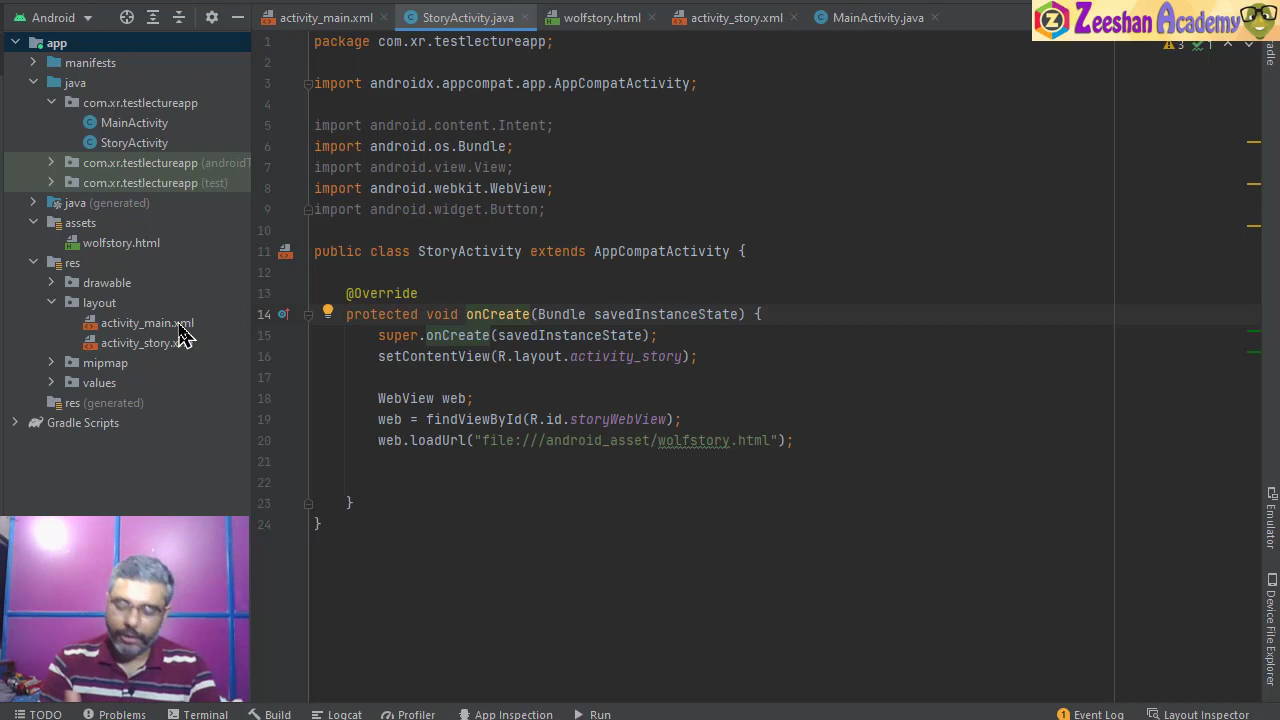 Android
activity_main.xml
StoryActivity.java
wolfstory.html
activity_story.xml
MainActivity.java
Zeeshan Academy
3
1
app
manifests
java
com.xr.testlectureapp
MainActivity
StoryActivity
com.xr.testlectureapp (androidT
com.xr.testlectureapp (test)
java (generated)
assets
wolfstory.html
res
drawable
layout
activity_main.xml
activity_story.x
mipmap
values
res (generated)
Gradle Scripts
1 package com.xr.testlectureapp;
2
3 import androidx.appcompat.app.AppCompatActivity;
4
5 import android.content.Intent;
6 import android.os.Bundle;
7 import android.view.View;
8 import android.webkit.WebView;
9 import android.widget.Button;
10
11 public class StoryActivity extends AppCompatActivity {
12
13 @Override
14 protected void onCreate(Bundle savedInstanceState) {
15 super.onCreate(savedInstanceState);
16 setContentView(R.layout.activity_story);
17
18 WebView web;
19 web = findViewById(R.id.storyWebView);
20 web.loadUrl("file:///android_asset/wolfstory.html");
21
22
23 }
24 }
Gradle
Emulator
Device File Explorer
TODO
Problems
Terminal
Build
Logcat
Profiler
App Inspection
Run
1 Event Log
Layout Inspector